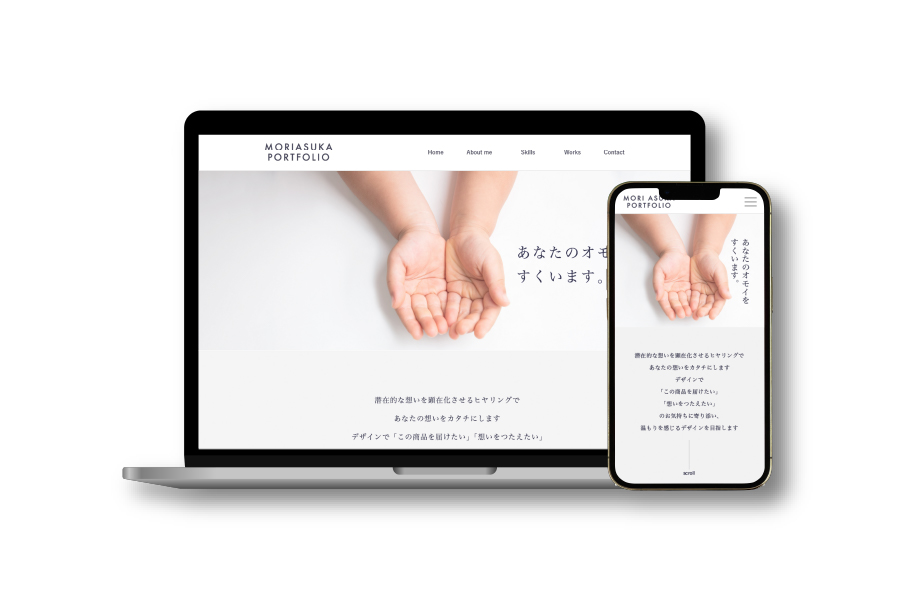 MORIASUKA
PORTFOLIO
Home About me Skills Works Contact
あなたのオモ
すくいます。
潜在的な想いを顕在化させるヒヤリングで
あなたの想いをカタチにします
デザインで「この商品を届けたい」「想いをつたえたい」
MORI ASUKA
PORTFOLIO
あなたのオモイを
すくいます。
潜在的な想いを顕在化させるヒヤリングで
あなたの想いをカタチにします
デザインで
「この商品を届けたい」
「想いをつたえたい」
のお気持ちに寄り添い、
温もりを感じるデザインを目指します
scroll